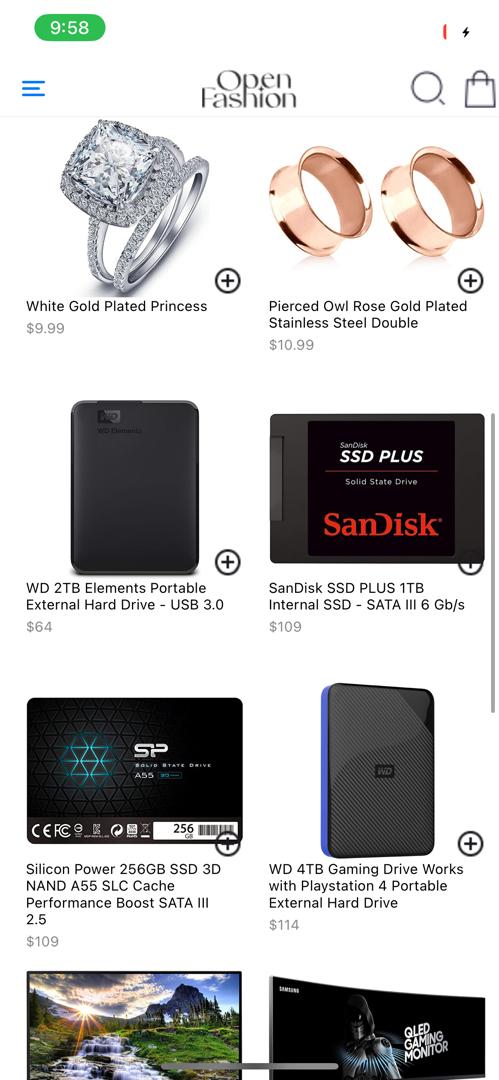 9:58
Open
Fashion
White Gold Plated Princess
$9.99
Pierced Owl Rose Gold Plated
Stainless Steel Double
$10.99
WD
WD Elements
SanDisk
SSD PLUS
Solid State Drive
SanDisk
WD 2TB Elements Portable
External Hard Drive - USB 3.0
$64
SanDisk SSD PLUS 1TB
Internal SSD - SATA III 6 Gb/s
$109
SP
SOLID STATE DRIVE
A55
256
GB
WD
Silicon Power 256GB SSD 3D
NAND A55 SLC Cache
Performance Boost SATA III
2.5
$109
WD 4TB Gaming Drive Works
with Playstation 4 Portable
External Hard Drive
$114
SAMSUNG
QLED
GAMING
MONITOR